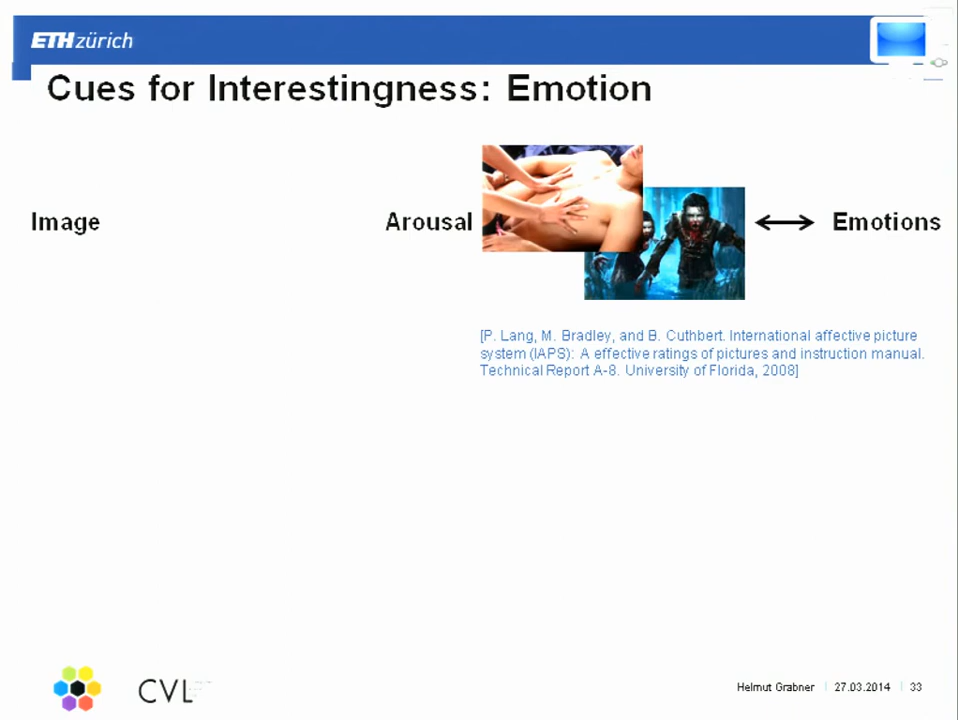 ETH zürich
Cues for Interestingness: Emotion
Image Arousal Emotions
[P. Lang, M. Bradley, and B. Cuthbert. International affective picture
system (IAPS): A effective ratings of pictures and instruction manual.
Technical Report A-8. University of Florida, 2008]
CVL
Helmut Grabner 27.03.2014 33